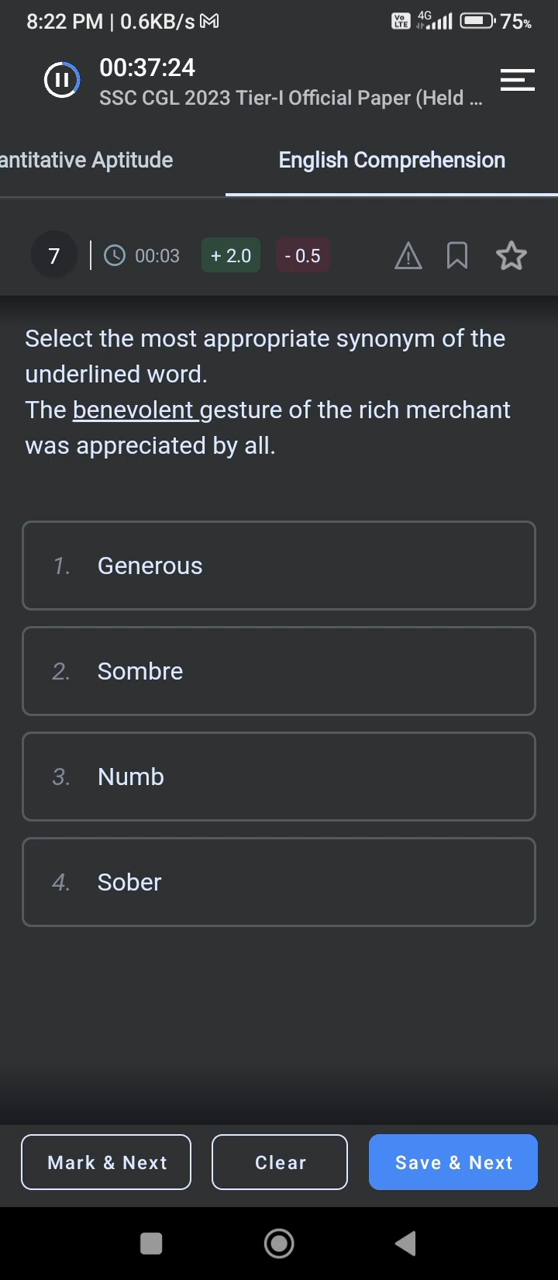 8:22 PM | 0.6KB/s M Vo LTE 4G 75%
00:37:24
SSC CGL 2023 Tier-I Official Paper (Held ...
antitative Aptitude English Comprehension
7 | 00:03 + 2.0 - 0.5
Select the most appropriate synonym of the
underlined word.
The benevolent gesture of the rich merchant
was appreciated by all.
1. Generous
2. Sombre
3. Numb
4. Sober
Mark & Next Clear Save & Next